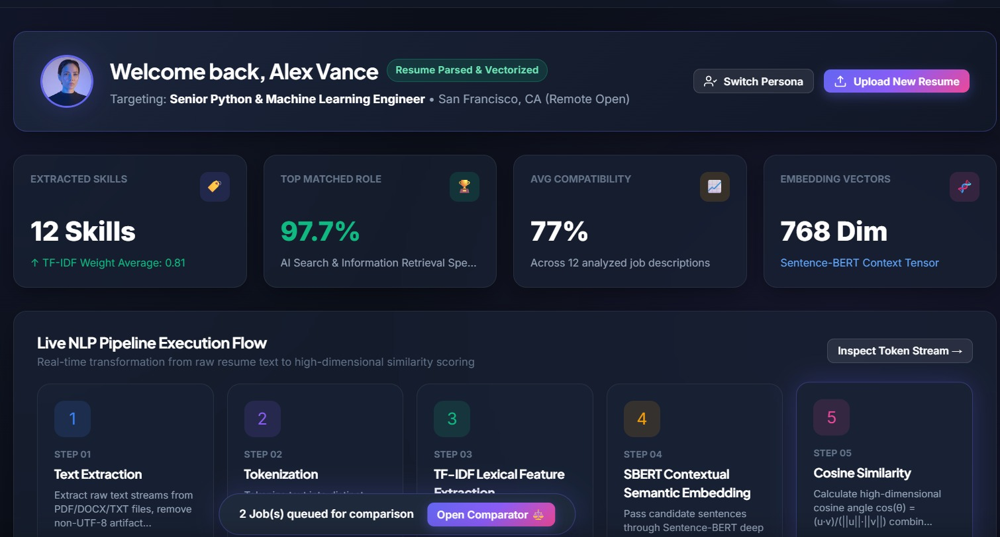 Welcome back, Alex Vance
Resume Parsed & Vectorized
Targeting: Senior Python & Machine Learning Engineer • San Francisco, CA (Remote Open)
Switch Persona
Upload New Resume
EXTRACTED SKILLS
12 Skills
↑ TF-IDF Weight Average: 0.81
TOP MATCHED ROLE
97.7%
AI Search & Information Retrieval Spe...
AVG COMPATIBILITY
77%
Across 12 analyzed job descriptions
EMBEDDING VECTORS
768 Dim
Sentence-BERT Context Tensor
Live NLP Pipeline Execution Flow
Real-time transformation from raw resume text to high-dimensional similarity scoring
Inspect Token Stream →
1
STEP 01
Text Extraction
Extract raw text streams from
PDF/DOCX/TXT files, remove
non-UTF-8 artifact...
2
STEP 02
Tokenization
3
STEP 03
TF-IDF Lexical Feature
Extraction
4
STEP 04
SBERT Contextual
Semantic Embedding
Pass candidate sentences
through Sentence-BERT deep
5
STEP 05
Cosine Similarity
Calculate high-dimensional
cosine angle cos(θ) =
(u·v)/(||u||·||v||) combin...
2 Job(s) queued for comparison
Open Comparator